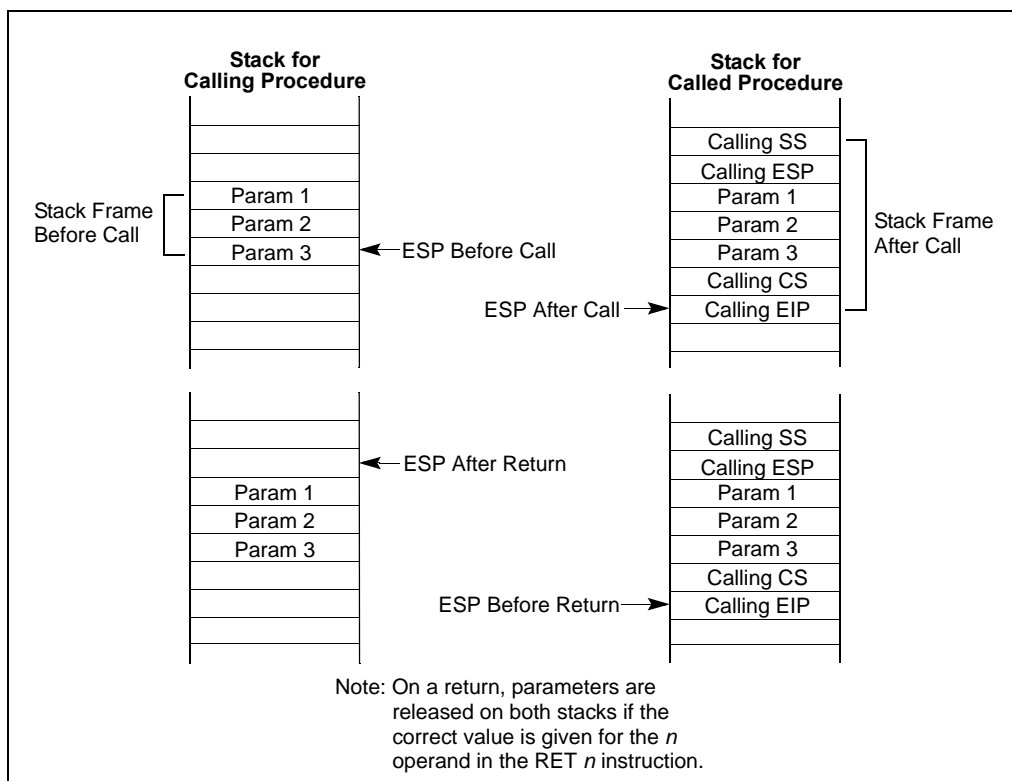 Stack for
Calling Procedure
Stack for
Called Procedure
Stack Frame
Before Call
Param 1
Param 2
Param 3
ESP Before Call
ESP After Call
Calling SS
Calling ESP
Param 1
Param 2
Param 3
Calling CS
Calling EIP
Stack Frame
After Call
ESP After Return
Param 1
Param 2
Param 3
ESP Before Return
Calling SS
Calling ESP
Param 1
Param 2
Param 3
Calling CS
Calling EIP
Note: On a return, parameters are
released on both stacks if the
correct value is given for the n
operand in the RET n instruction.